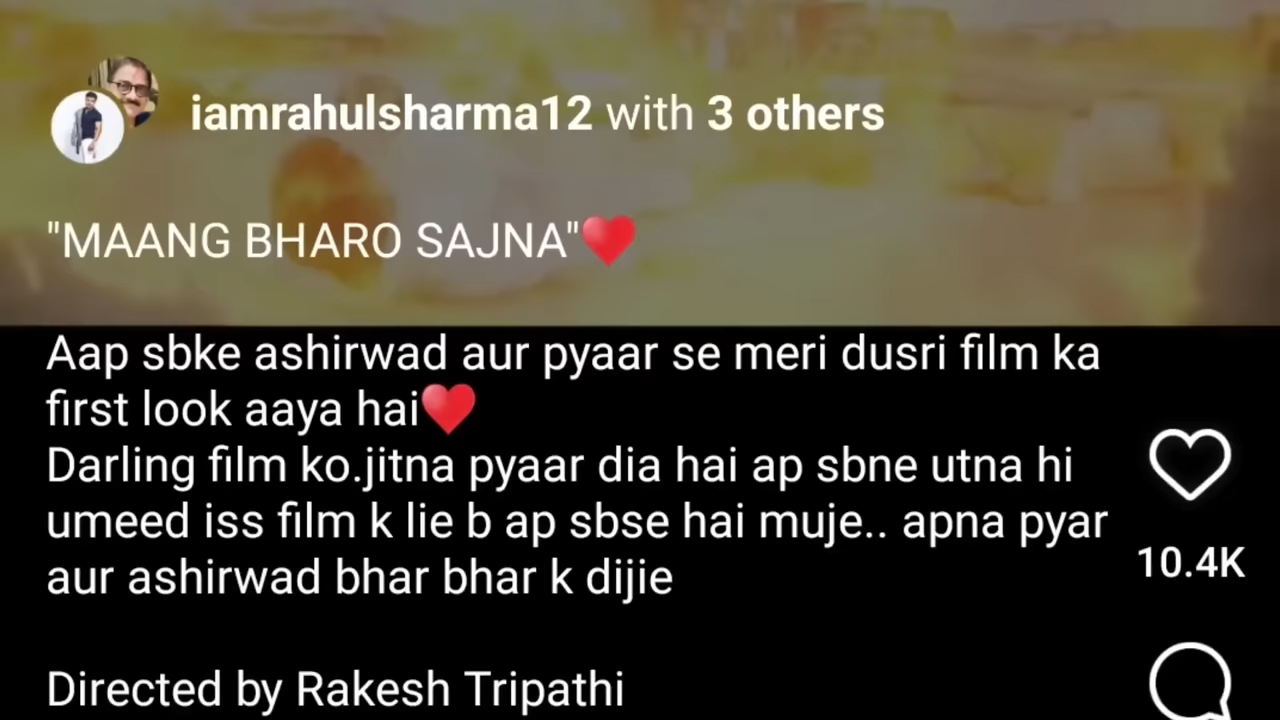 iamrahulsharma12 with 3 others
"MAANG BHARO SAJNA"♥️
Aap sbke ashirwad aur pyaar se meri dusri film ka
first look aaya hai♥️
Darling film ko.jitna pyaar dia hai ap sbne utna hi
umeed iss film k lie b ap sbse hai muje.. apna pyar
aur ashirwad bhar bhar k dijie
10.4K
Directed by Rakesh Tripathi